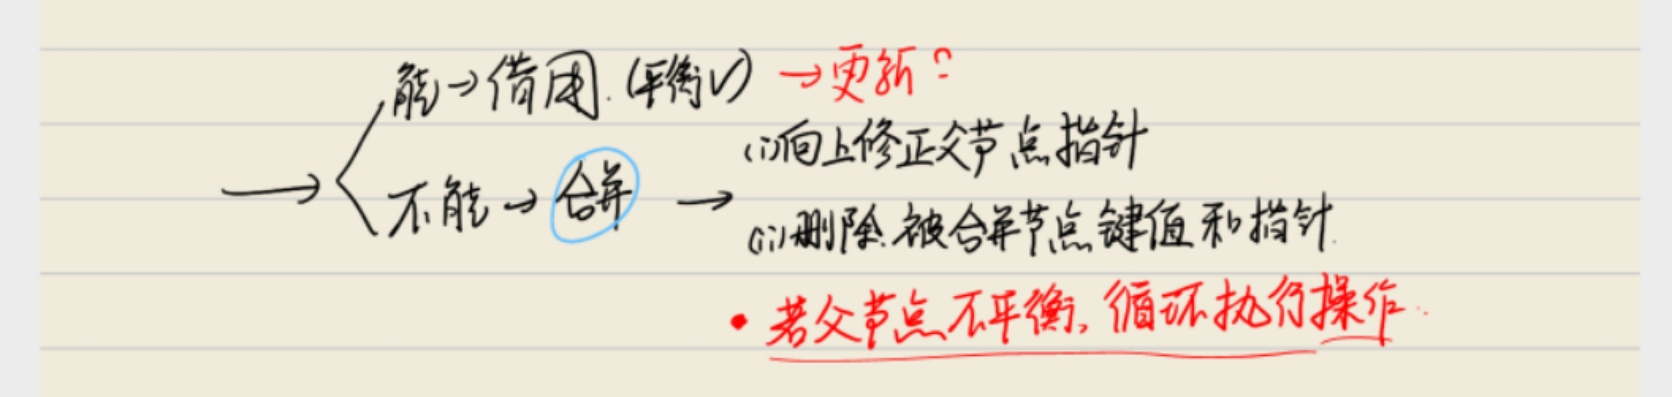 能→借用.(平衡√) →更新?
(i)向上修正父节点指针
→ 不能→合并 →
(ii)删除.被合并节点键值和指针.
•若父节点不平衡,循环执行操作..